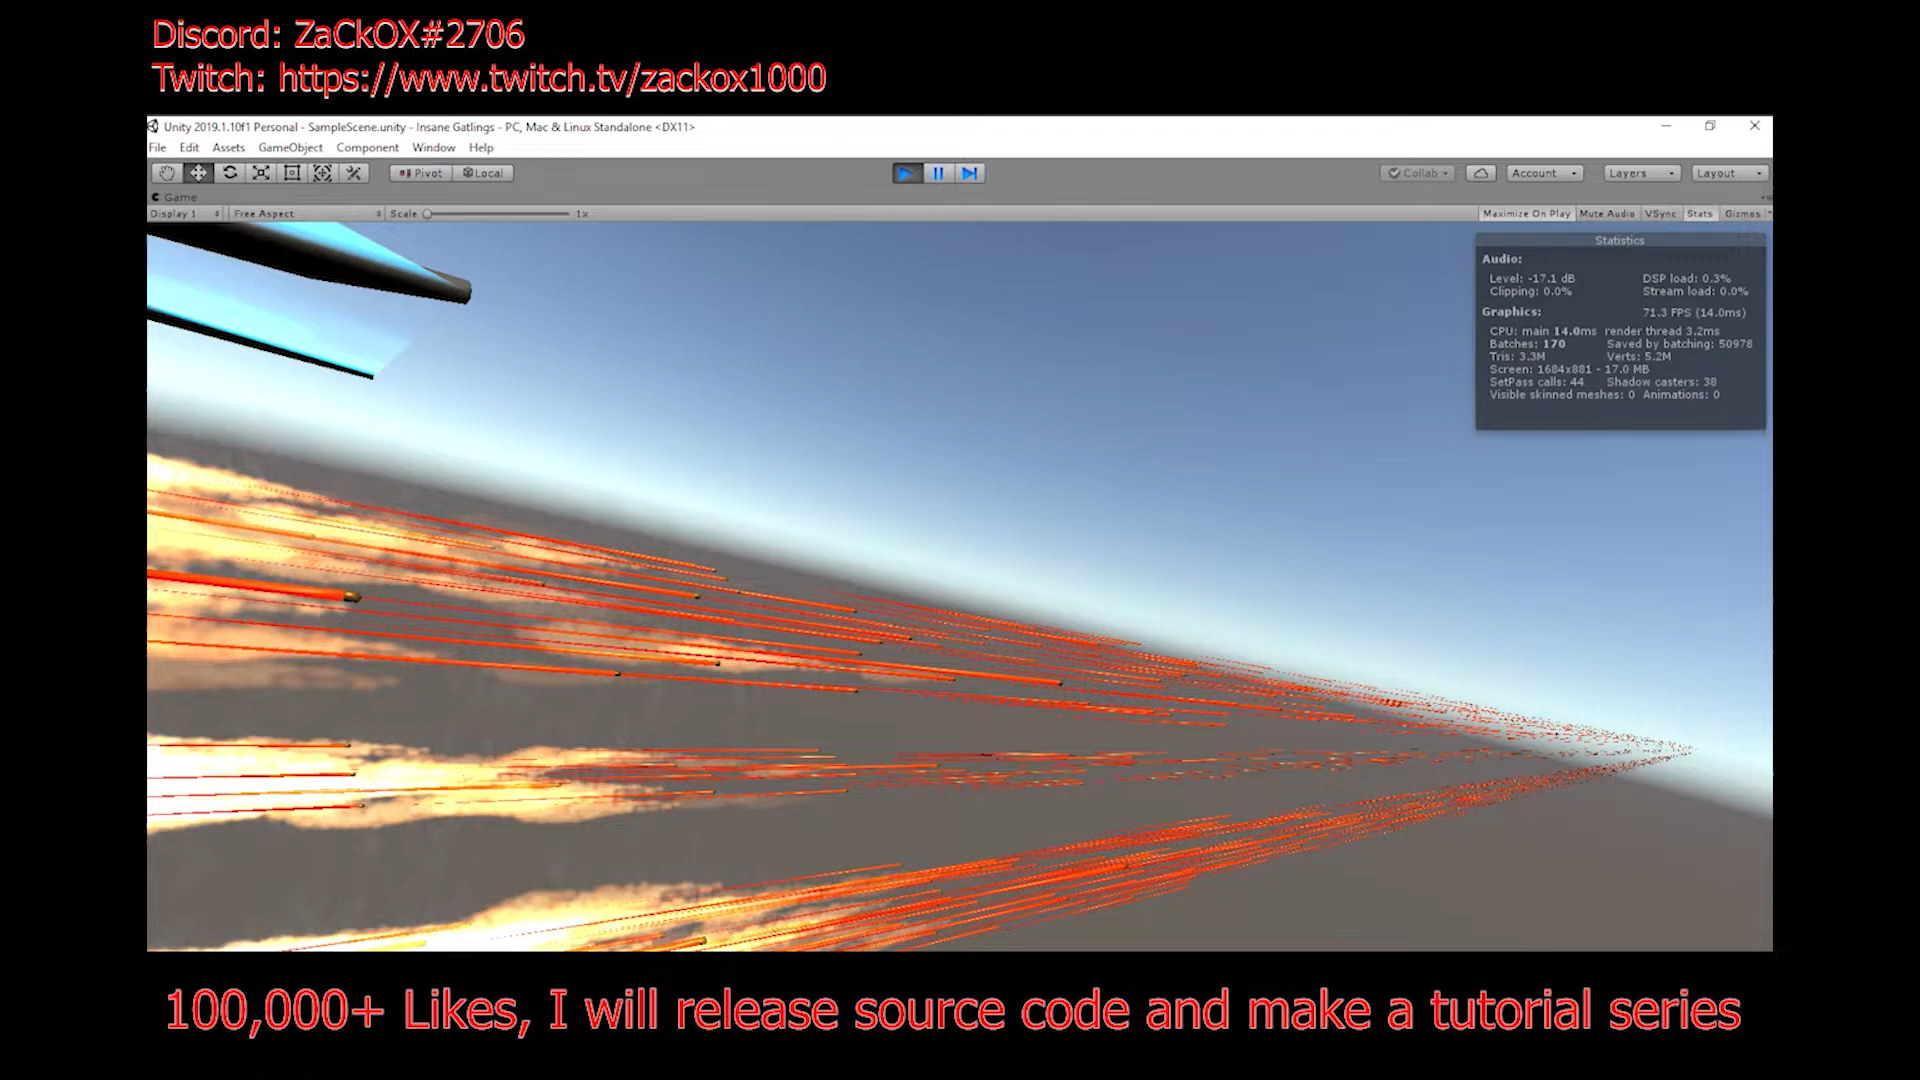 Discord: ZaCkOX#2706
Twitch: https://www.twitch.tv/zackox1000
Unity 2019.1.10f1 Personal - SampleScene.unity - Insane Gatlings - PC, Mac & Linux Standalone <DX11>
File Edit Assets GameObject Component Window Help
Pivot Local Collab Account Layers Layout
Game
Display 1 Free Aspect Scale 1x Maximize On Play Mute Audio VSync Stats Gizmos
Statistics
Audio:
Level: -17.1 dB DSP load: 0.3%
Clipping: 0.0% Stream load: 0.0%
Graphics: 71.3 FPS (14.0ms)
CPU: main 14.0ms render thread 3.2ms
Batches: 170 Saved by batching: 50978
Tris: 3.3M Verts: 5.2M
Screen: 1684x881 - 17.0 MB
SetPass calls: 44 Shadow casters: 38
Visible skinned meshes: 0 Animations: 0
100,000+ Likes, I will release source code and make a tutorial series